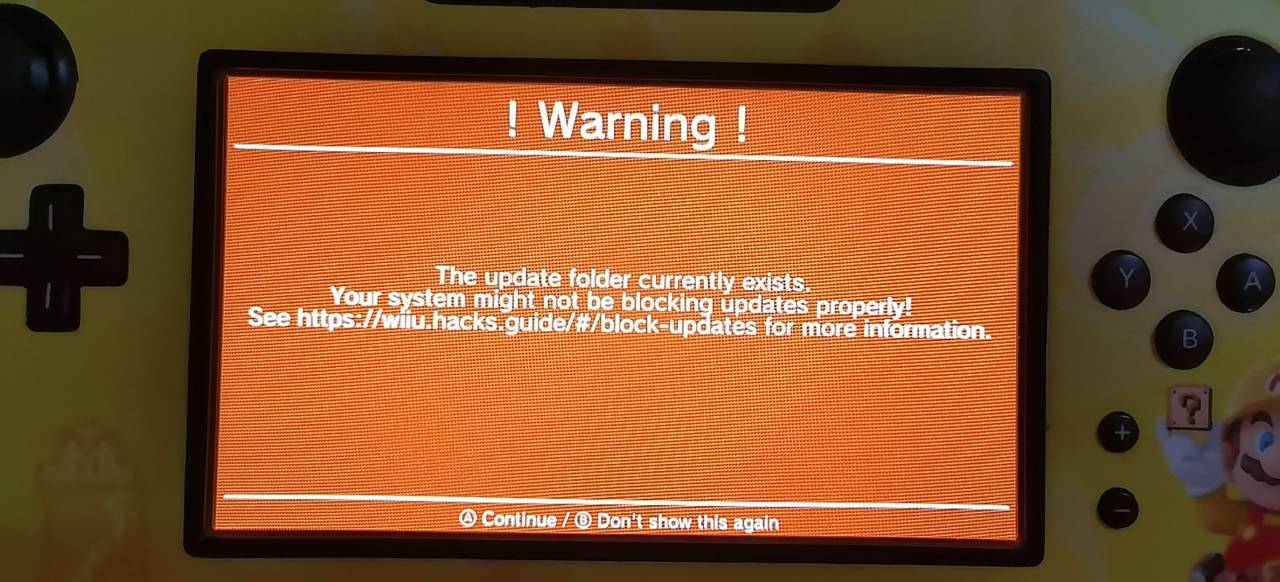 ! Warning !
The update folder currently exists.
Your system might not be blocking updates properly!
See https://wiiu.hacks.guide/#/block-updates for more information.
Ⓐ Continue / Ⓑ Don't show this again
X
Y
A
B
?
+
−